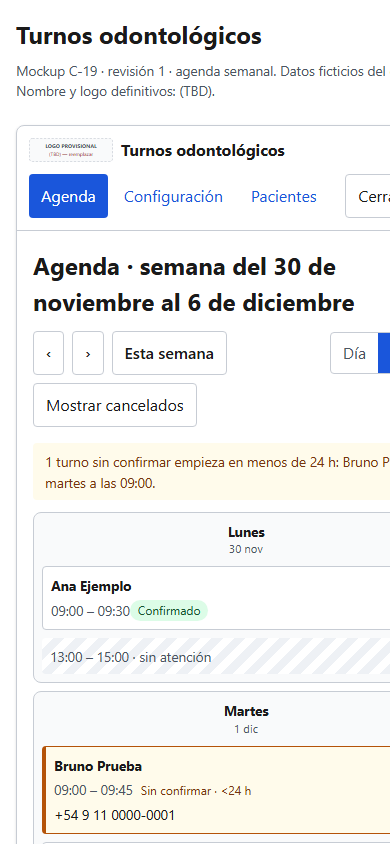 Turnos odontológicos
Mockup C-19 · revisión 1 · agenda semanal. Datos ficticios del
Nombre y logo definitivos: (TBD).
LOGO PROVISIONAL
(TBD) — reemplazar
Turnos odontológicos
Agenda Configuración Pacientes Cerra
Agenda · semana del 30 de
noviembre al 6 de diciembre
‹ › Esta semana Día
Mostrar cancelados
1 turno sin confirmar empieza en menos de 24 h: Bruno P
martes a las 09:00.
Lunes
30 nov
Ana Ejemplo
09:00 – 09:30 Confirmado
13:00 – 15:00 · sin atención
Martes
1 dic
Bruno Prueba
09:00 – 09:45 Sin confirmar · <24 h
+54 9 11 0000-0001